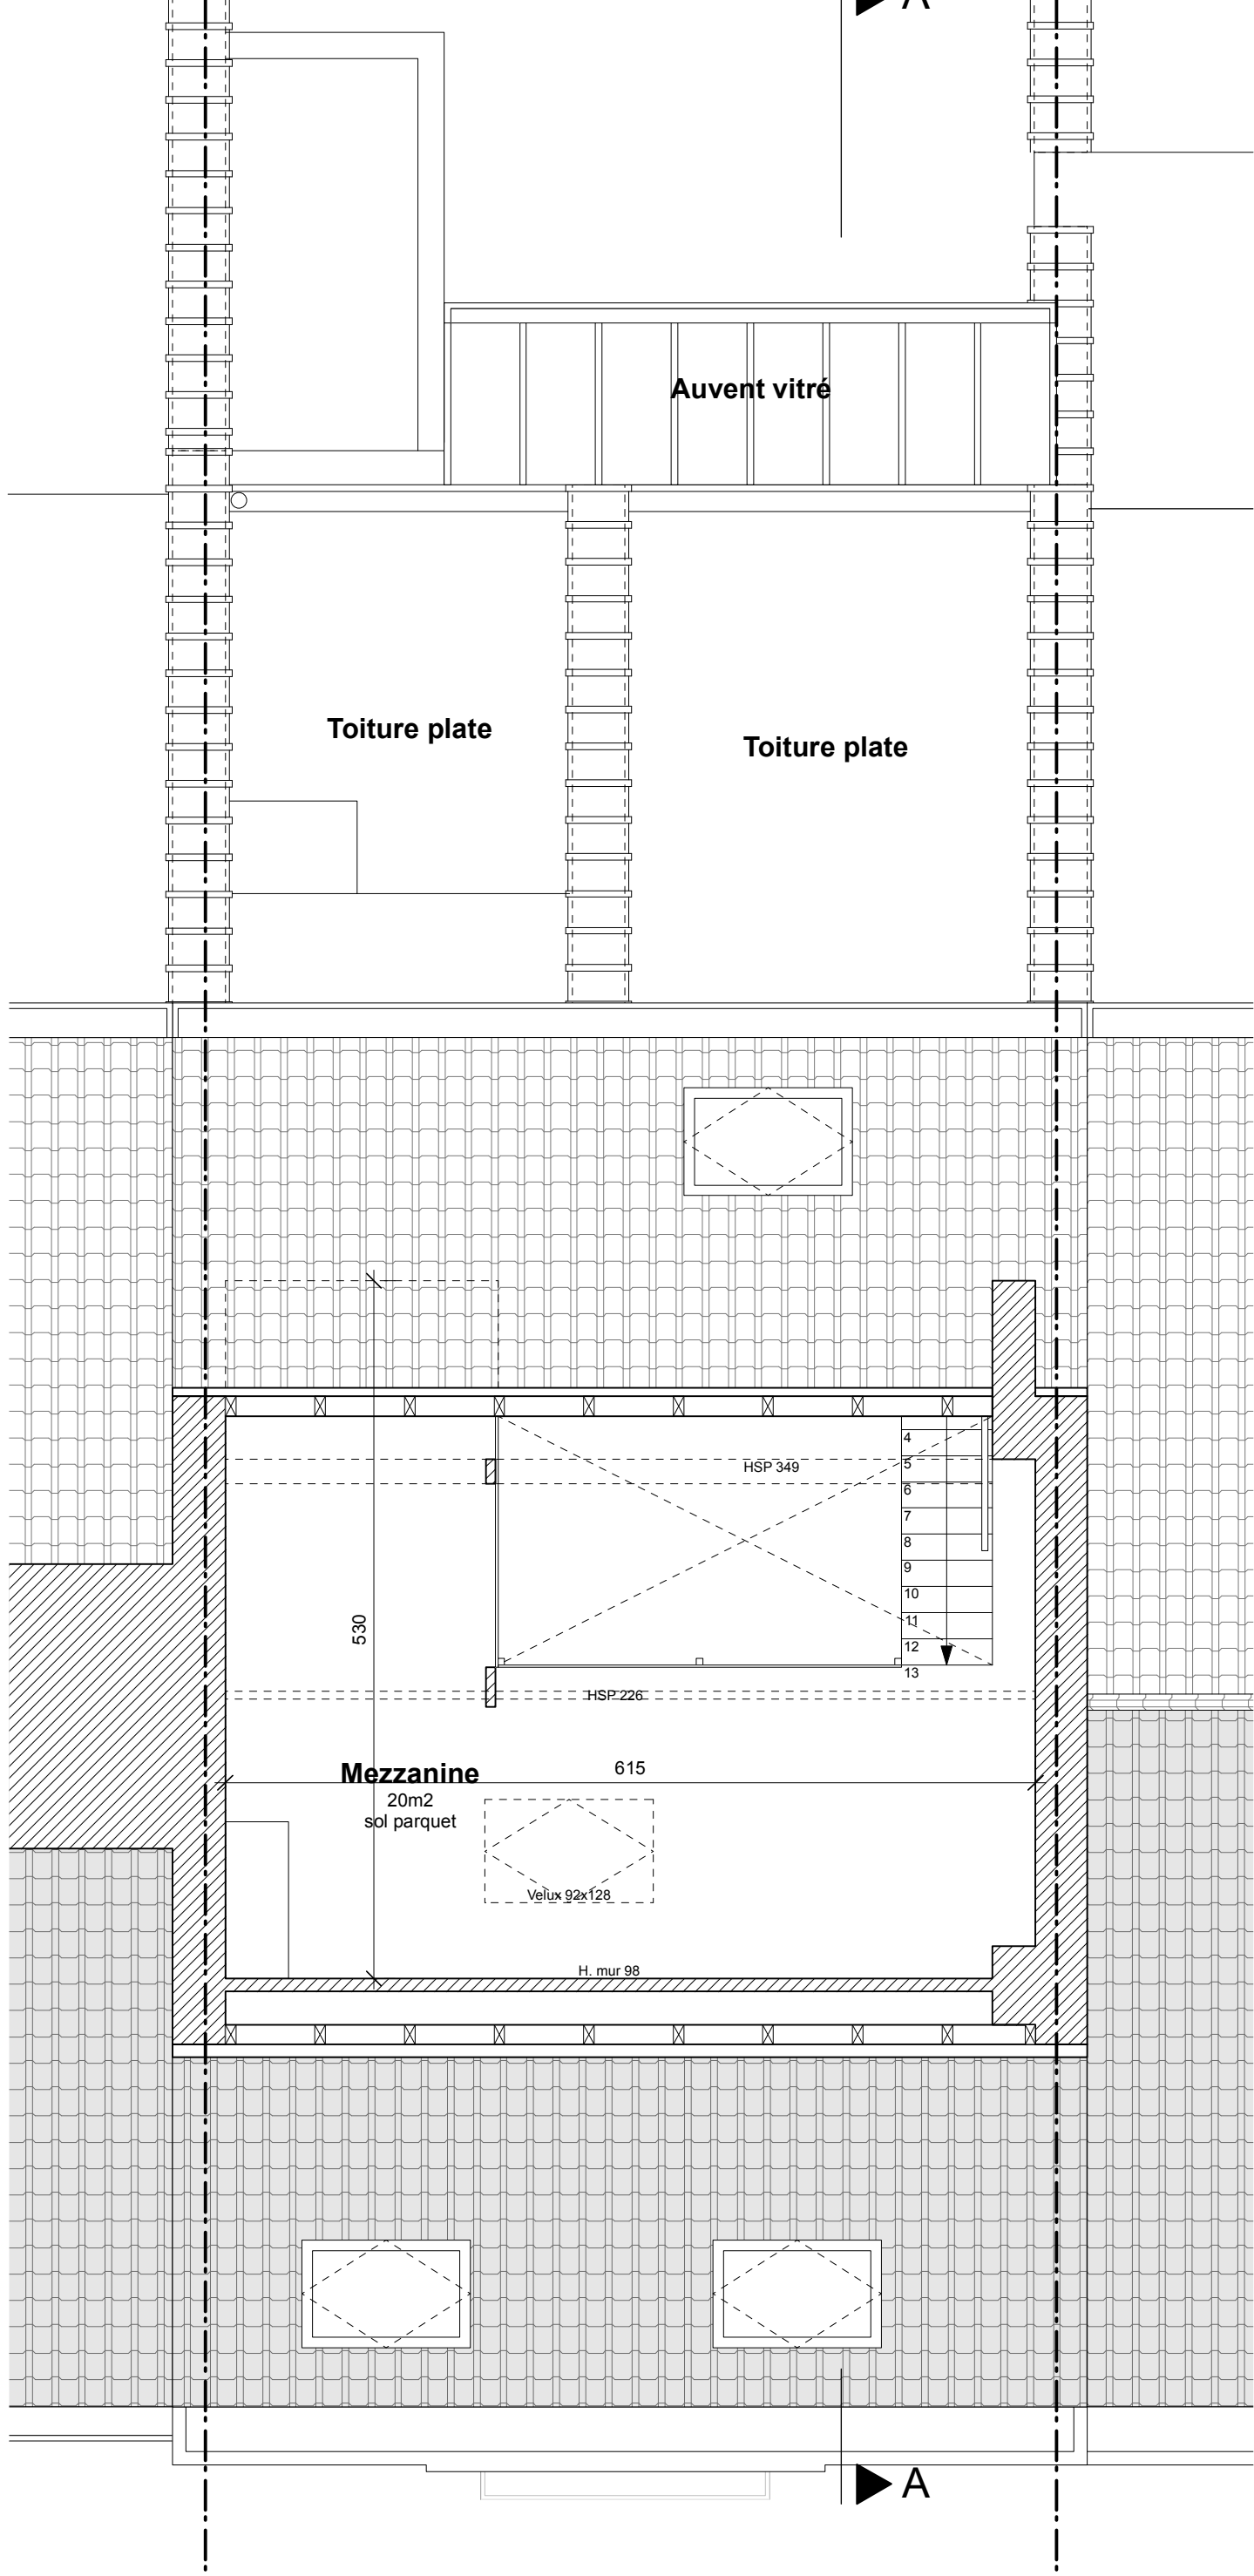 A
Auvent vitré
Toiture plate
Toiture plate
4
HSP 349
5
6
7
8
9
10
11
12
13
530
HSP 226
615
Mezzanine
20m2
sol parquet
Velux 92x128
H. mur 98
A